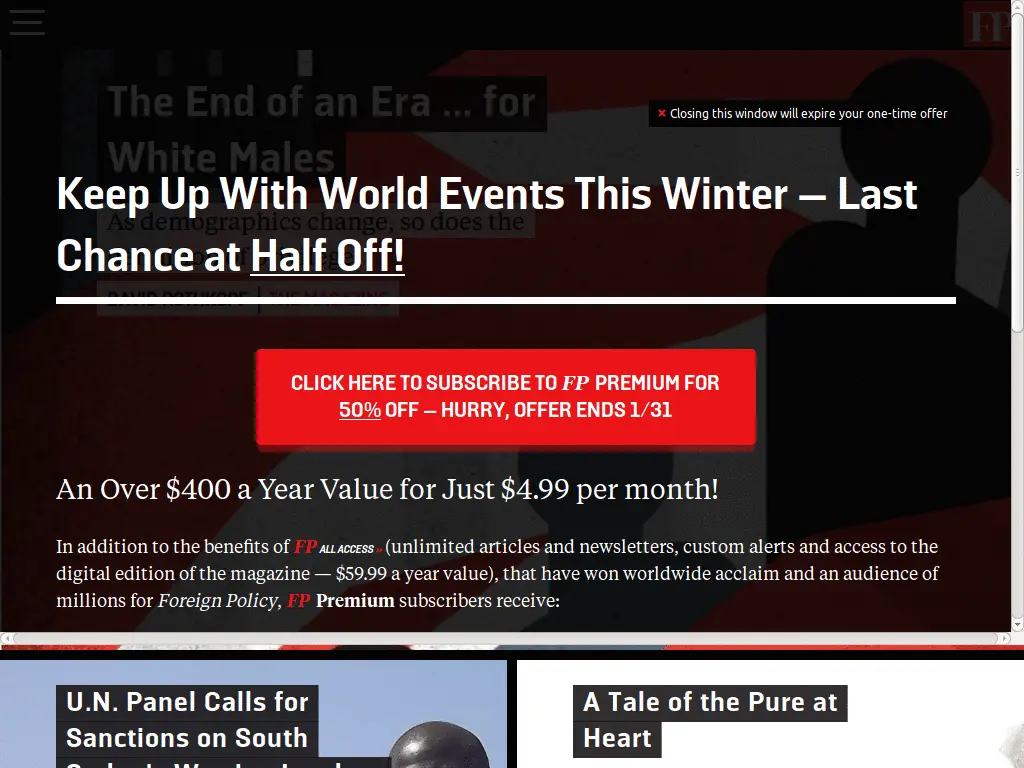 FP
The End of an Era ... for
White Males
× Closing this window will expire your one-time offer
Keep Up With World Events This Winter — Last
As demographics change, so does the
Chance at Half Off!
DAVID ROTHKOPF | THE MAGAZINE
CLICK HERE TO SUBSCRIBE TO FP PREMIUM FOR
50% OFF — HURRY, OFFER ENDS 1/31
An Over $400 a Year Value for Just $4.99 per month!
In addition to the benefits of FP ALL ACCESS » (unlimited articles and newsletters, custom alerts and access to the
digital edition of the magazine — $59.99 a year value), that have won worldwide acclaim and an audience of
millions for Foreign Policy, FP Premium subscribers receive:
U.N. Panel Calls for
Sanctions on South
A Tale of the Pure at
Heart